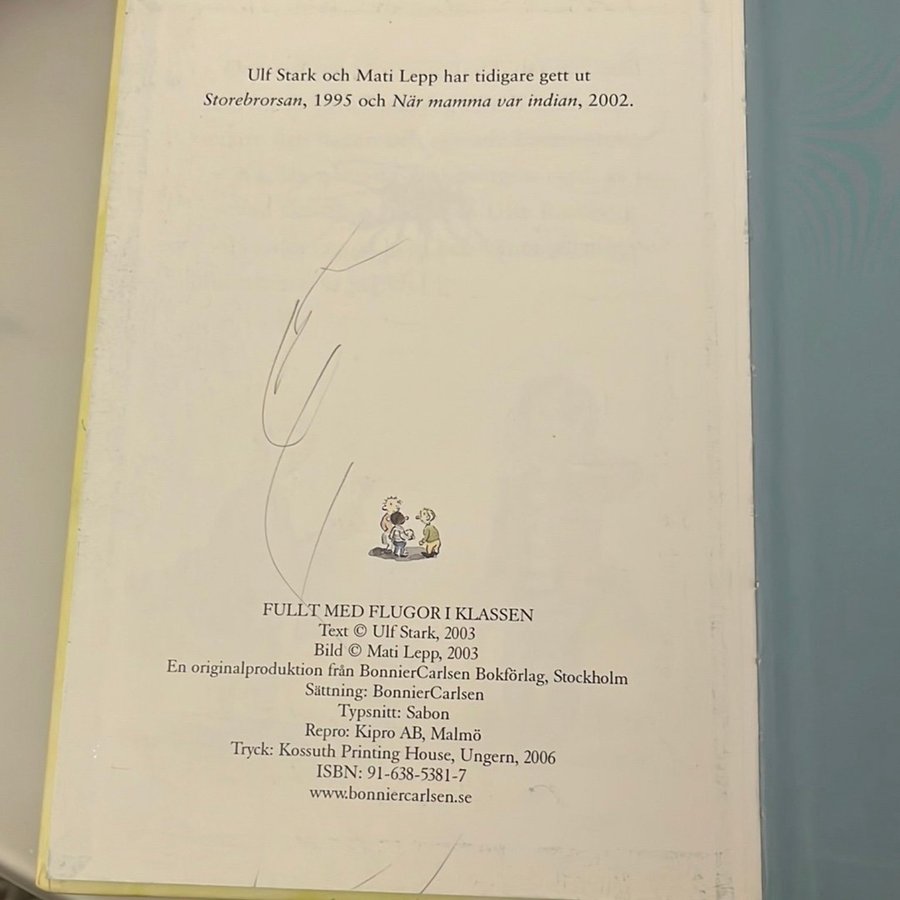 Ulf Stark och Mati Lepp har tidigare gett ut
Storebrorsan, 1995 och När mamma var indian, 2002.
FULLT MED FLUGOR I KLASSEN
Text © Ulf Stark, 2003
Bild © Mati Lepp, 2003
En originalproduktion från BonnierCarlsen Bokförlag, Stockholm
Sättning: BonnierCarlsen
Typsnitt: Sabon
Repro: Kipro AB, Malmö
Tryck: Kossuth Printing House, Ungern, 2006
ISBN: 91-638-5381-7
www.bonniercarlsen.se